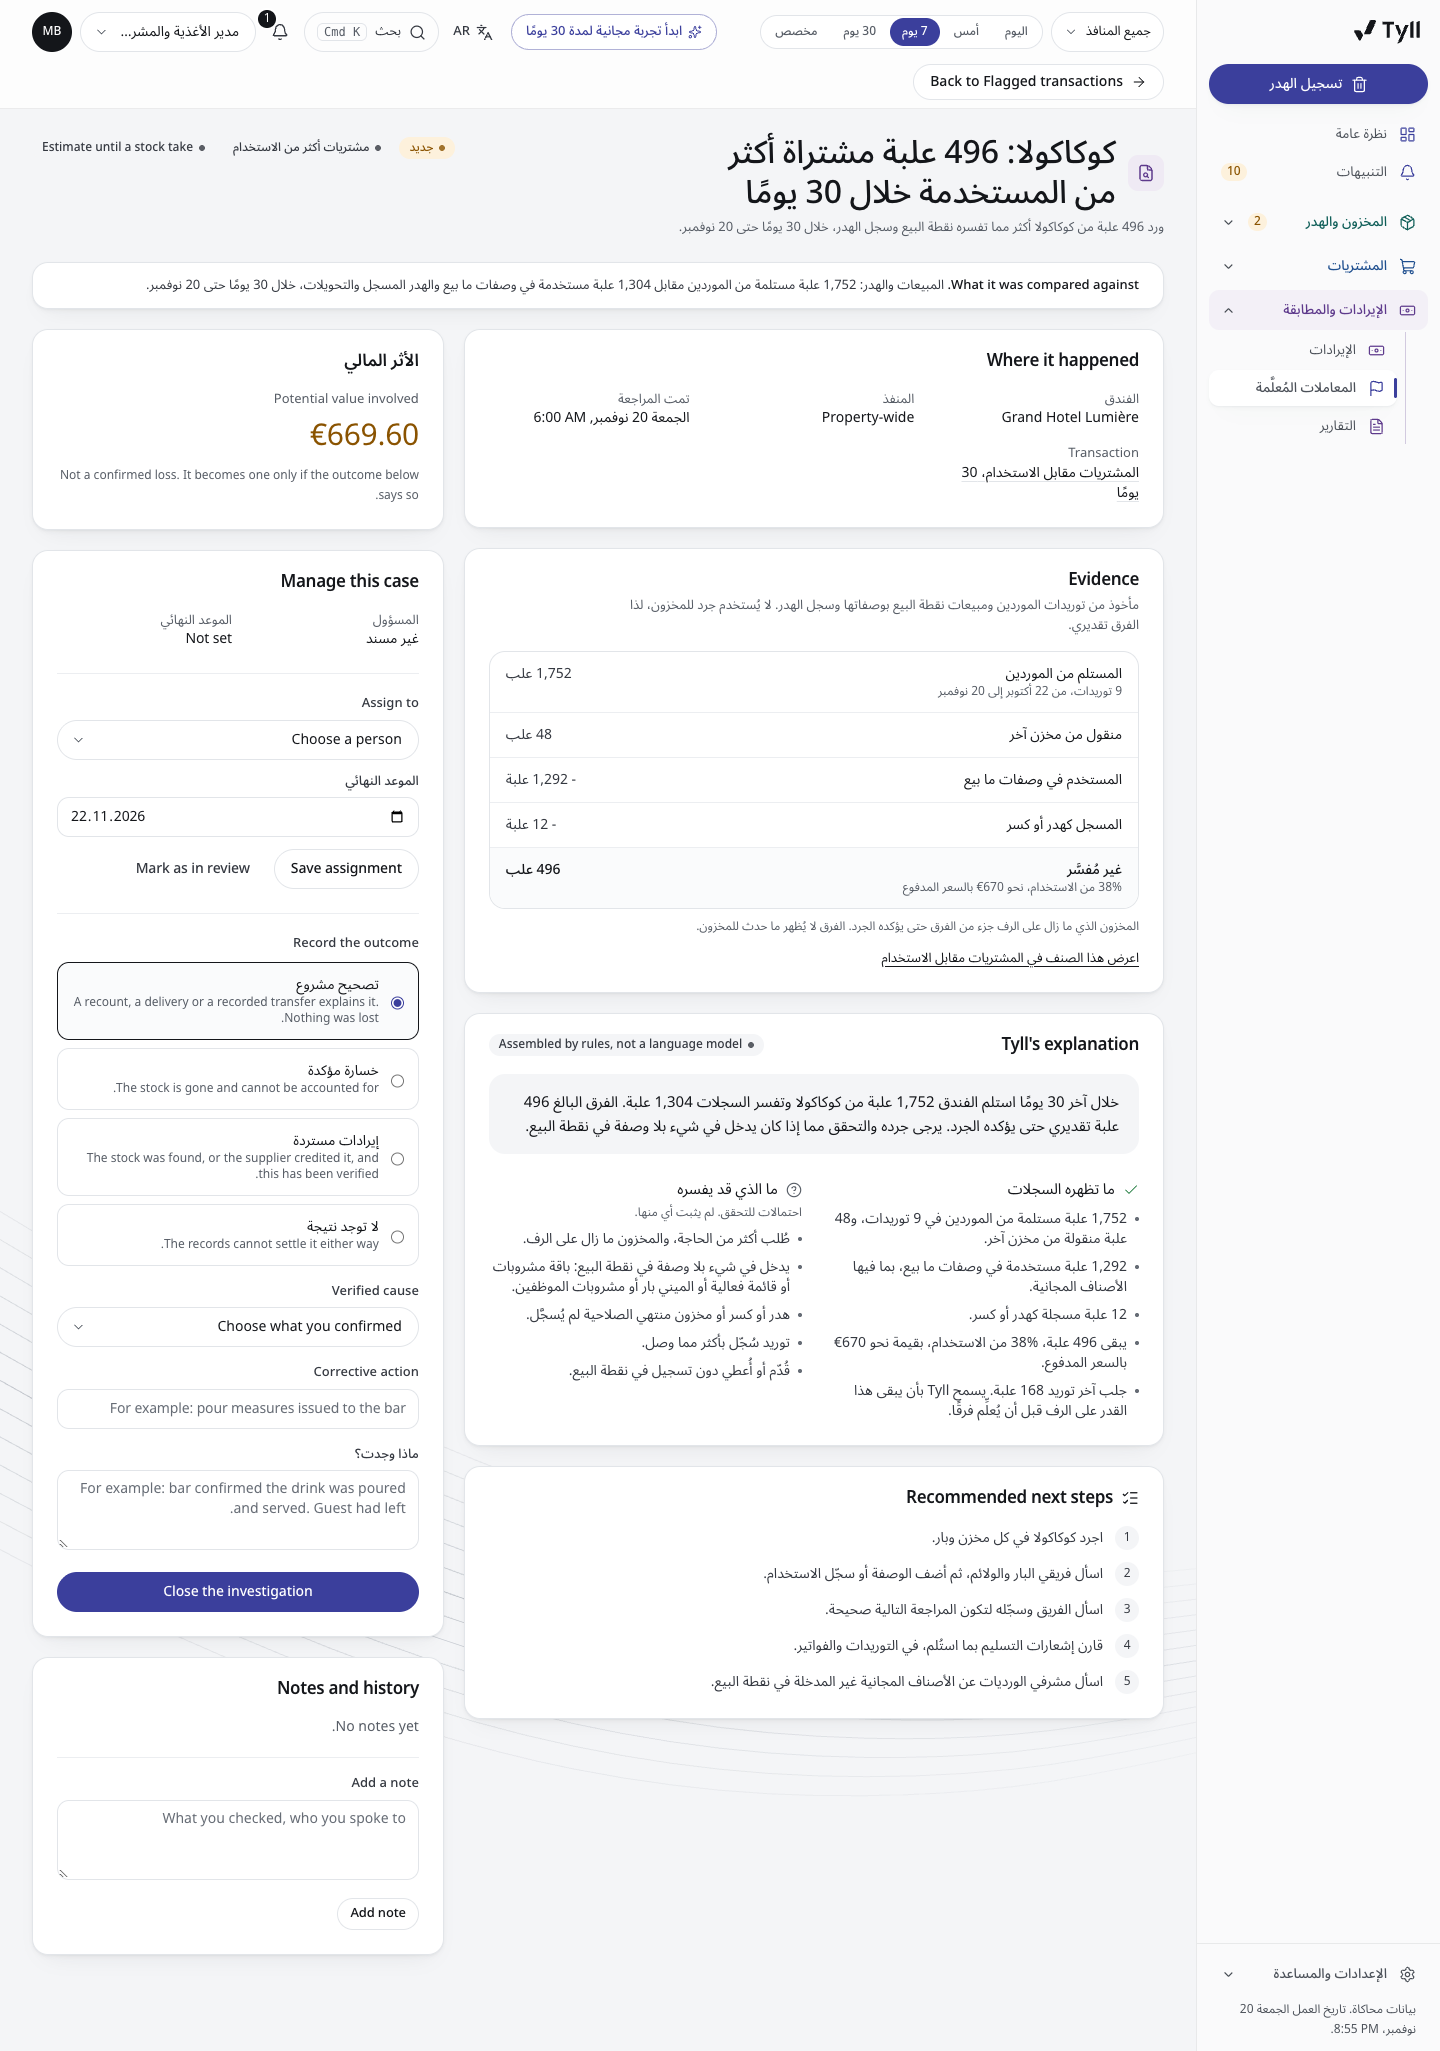 Tyll
تسجيل الهدر
نظرة عامة
التنبيهات
10
المخزون والهدر
2
المشتريات
الإيرادات والمطابقة
الإيرادات
المعاملات المُعلَّمة
التقارير
الإعدادات والمساعدة
بيانات محاكاة. تاريخ العمل الجمعة 20
نوفمبر، 8:55 PM.
جميع المنافذ
اليوم
أمس
7 يوم
30 يوم
مخصص
ابدأ تجربة مجانية لمدة 30 يومًا
AR
بحث
Cmd K
1
مدير الأغذية والمشر...
MB
Back to Flagged transactions
كوكاكولا: 496 علبة مشتراة أكثر
من المستخدمة خلال 30 يومًا
جديد
مشتريات أكثر من الاستخدام
Estimate until a stock take
ورد 496 علبة من كوكاكولا أكثر مما تفسره نقطة البيع وسجل الهدر، خلال 30 يومًا حتى 20 نوفمبر.
What it was compared against. المبيعات والهدر: 1,752 علبة مستلمة من الموردين مقابل 1,304 علبة مستخدمة في وصفات ما بيع والهدر المسجل والتحويلات، خلال 30 يومًا حتى 20 نوفمبر.
Where it happened
الفندق
Grand Hotel Lumière
المنفذ
Property-wide
تمت المراجعة
الجمعة 20 نوفمبر, 6:00 AM
Transaction
المشتريات مقابل الاستخدام، 30
يومًا
Evidence
مأخوذ من توريدات الموردين ومبيعات نقطة البيع بوصفاتها وسجل الهدر. لا يُستخدم جرد للمخزون، لذا
الفرق تقديري.
المستلم من الموردين
9 توريدات، من 22 أكتوبر إلى 20 نوفمبر
1,752 علب
منقول من مخزن آخر
48 علب
المستخدم في وصفات ما بيع
- 1,292 علبة
المسجل كهدر أو كسر
- 12 علبة
غير مُفسَّر
38% من الاستخدام، نحو 670€ بالسعر المدفوع
496 علب
المخزون الذي ما زال على الرف جزء من الفرق حتى يؤكده الجرد. الفرق لا يُظهر ما حدث للمخزون.
اعرض هذا الصنف في المشتريات مقابل الاستخدام
Tyll's explanation
Assembled by rules, not a language model
خلال آخر 30 يومًا استلم الفندق 1,752 علبة من كوكاكولا وتفسر السجلات 1,304 علبة. الفرق البالغ 496
علبة تقديري حتى يؤكده الجرد. يرجى جرده والتحقق مما إذا كان يدخل في شيء بلا وصفة في نقطة البيع.
ما تظهره السجلات
1,752 علبة مستلمة من الموردين في 9 توريدات، و48
علبة منقولة من مخزن آخر.
1,292 علبة مستخدمة في وصفات ما بيع، بما فيها
الأصناف المجانية.
12 علبة مسجلة كهدر أو كسر.
يبقى 496 علبة، 38% من الاستخدام، بقيمة نحو 670€
بالسعر المدفوع.
جلب آخر توريد 168 علبة. يسمح Tyll بأن يبقى هذا
القدر على الرف قبل أن يُعلِّم فرقًا.
ما الذي قد يفسره
احتمالات للتحقق. لم يثبت أي منها.
طُلب أكثر من الحاجة، والمخزون ما زال على الرف.
يدخل في شيء بلا وصفة في نقطة البيع: باقة مشروبات
أو قائمة فعالية أو الميني بار أو مشروبات الموظفين.
هدر أو كسر أو مخزون منتهي الصلاحية لم يُسجَّل.
توريد سُجّل بأكثر مما وصل.
قُدّم أو أُعطي دون تسجيل في نقطة البيع.
Recommended next steps
1 اجرد كوكاكولا في كل مخزن وبار.
2 اسأل فريقي البار والولائم، ثم أضف الوصفة أو سجّل الاستخدام.
3 اسأل الفريق وسجّله لتكون المراجعة التالية صحيحة.
4 قارن إشعارات التسليم بما استُلم، في التوريدات والفواتير.
5 اسأل مشرفي الورديات عن الأصناف المجانية غير المدخلة في نقطة البيع.
الأثر المالي
Potential value involved
€669.60
Not a confirmed loss. It becomes one only if the outcome below
says so.
Manage this case
المسؤول
غير مسند
الموعد النهائي
Not set
Assign to
Choose a person
الموعد النهائي
22.11.2026
Save assignment
Mark as in review
Record the outcome
تصحيح مشروع
A recount, a delivery or a recorded transfer explains it.
Nothing was lost.
خسارة مؤكدة
The stock is gone and cannot be accounted for.
إيرادات مستردة
The stock was found, or the supplier credited it, and
this has been verified.
لا توجد نتيجة
The records cannot settle it either way.
Verified cause
Choose what you confirmed
Corrective action
For example: pour measures issued to the bar
ماذا وجدت؟
For example: bar confirmed the drink was poured
and served. Guest had left.
Close the investigation
Notes and history
No notes yet.
Add a note
What you checked, who you spoke to
Add note